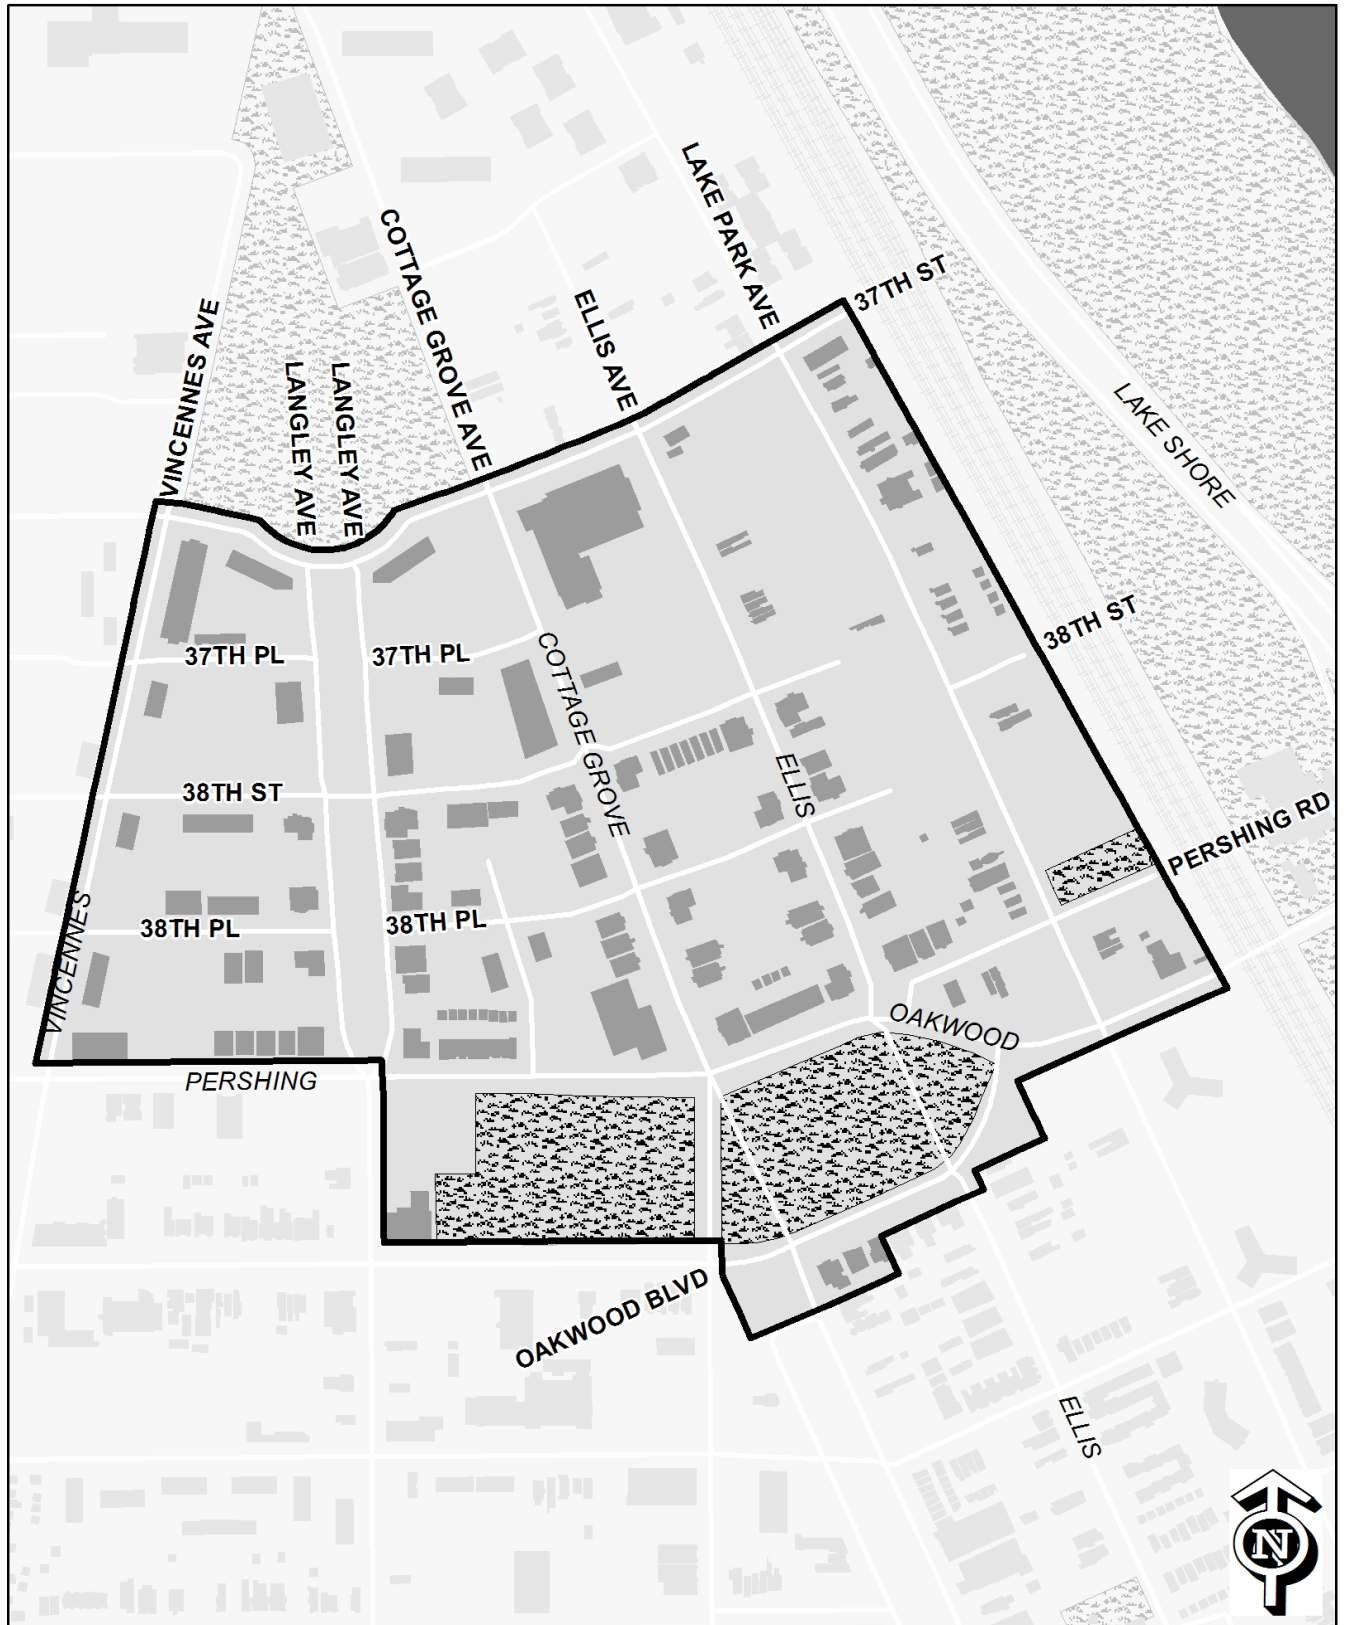 LAKE PARK AVE
COTTAGE GROVE AVE
37TH ST
ELLIS AVE
VINCENNES AVE
LANGLEY AVE
LANGLEY AVE
LAKE SHORE
38TH ST
37TH PL
37TH PL
COTTAGE GROVE
ELLIS
38TH ST
PERSHING RD
VINCENNES
38TH PL
38TH PL
OAKWOOD
PERSHING
OAKWOOD BLVD
ELLIS
N